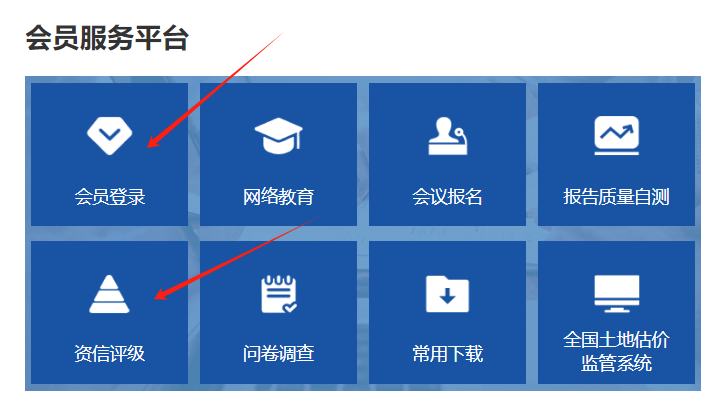 会员服务平台
会员登录
网络教育
会议报名
报告质量自测
资信评级
问卷调查
常用下载
全国土地估价
监管系统